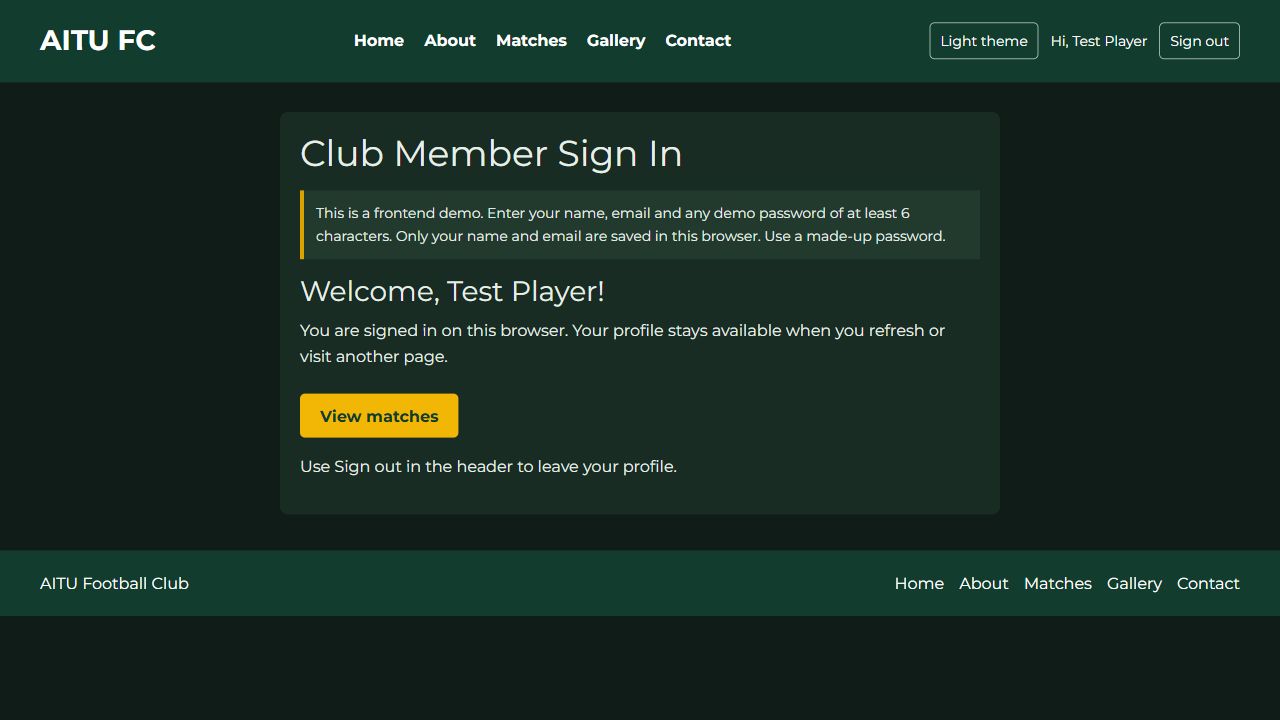 AITU FC
Home About Matches Gallery Contact
Light theme Hi, Test Player Sign out
Club Member Sign In
This is a frontend demo. Enter your name, email and any demo password of at least 6
characters. Only your name and email are saved in this browser. Use a made-up password.
Welcome, Test Player!
You are signed in on this browser. Your profile stays available when you refresh or
visit another page.
View matches
Use Sign out in the header to leave your profile.
AITU Football Club
Home About Matches Gallery Contact